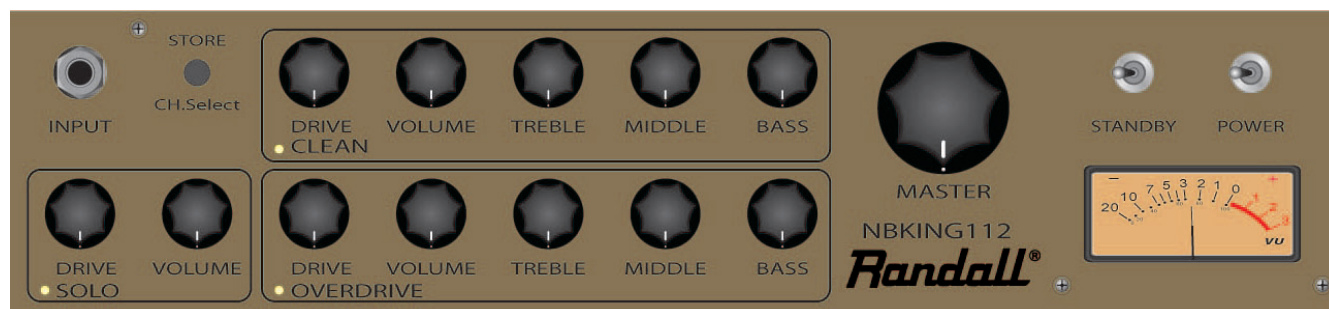 STORE
CH.Select
INPUT
DRIVE VOLUME TREBLE MIDDLE BASS
CLEAN
MASTER
STANDBY POWER
DRIVE VOLUME
SOLO
DRIVE VOLUME TREBLE MIDDLE BASS
OVERDRIVE
NBKING112
Randall®
- +
20 10 7 5 3 2 1 0 1 2 3
VU